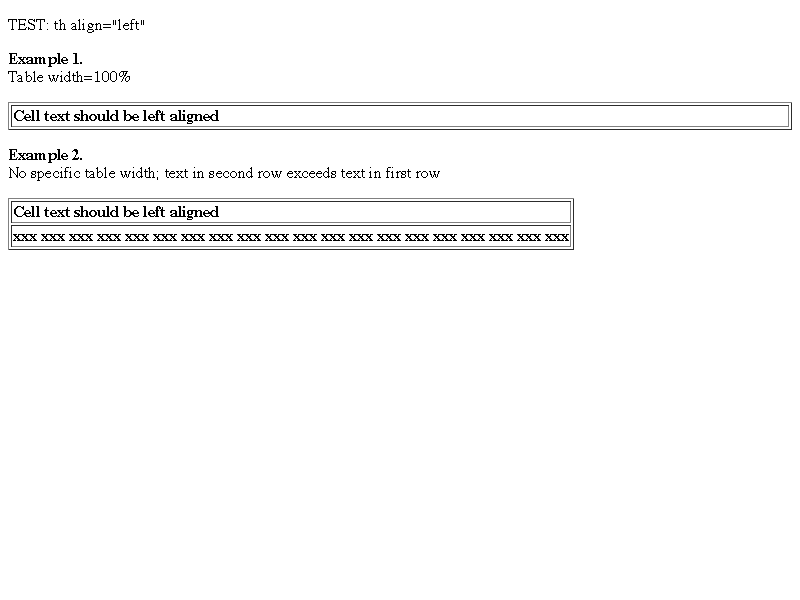 TEST: th align="left"
Example 1.
Table width=100%
Cell text should be left aligned
Example 2.
No specific table width; text in second row exceeds text in first row
Cell text should be left aligned
xxx xxx xxx xxx xxx xxx xxx xxx xxx xxx xxx xxx xxx xxx xxx xxx xxx xxx xxx xxx